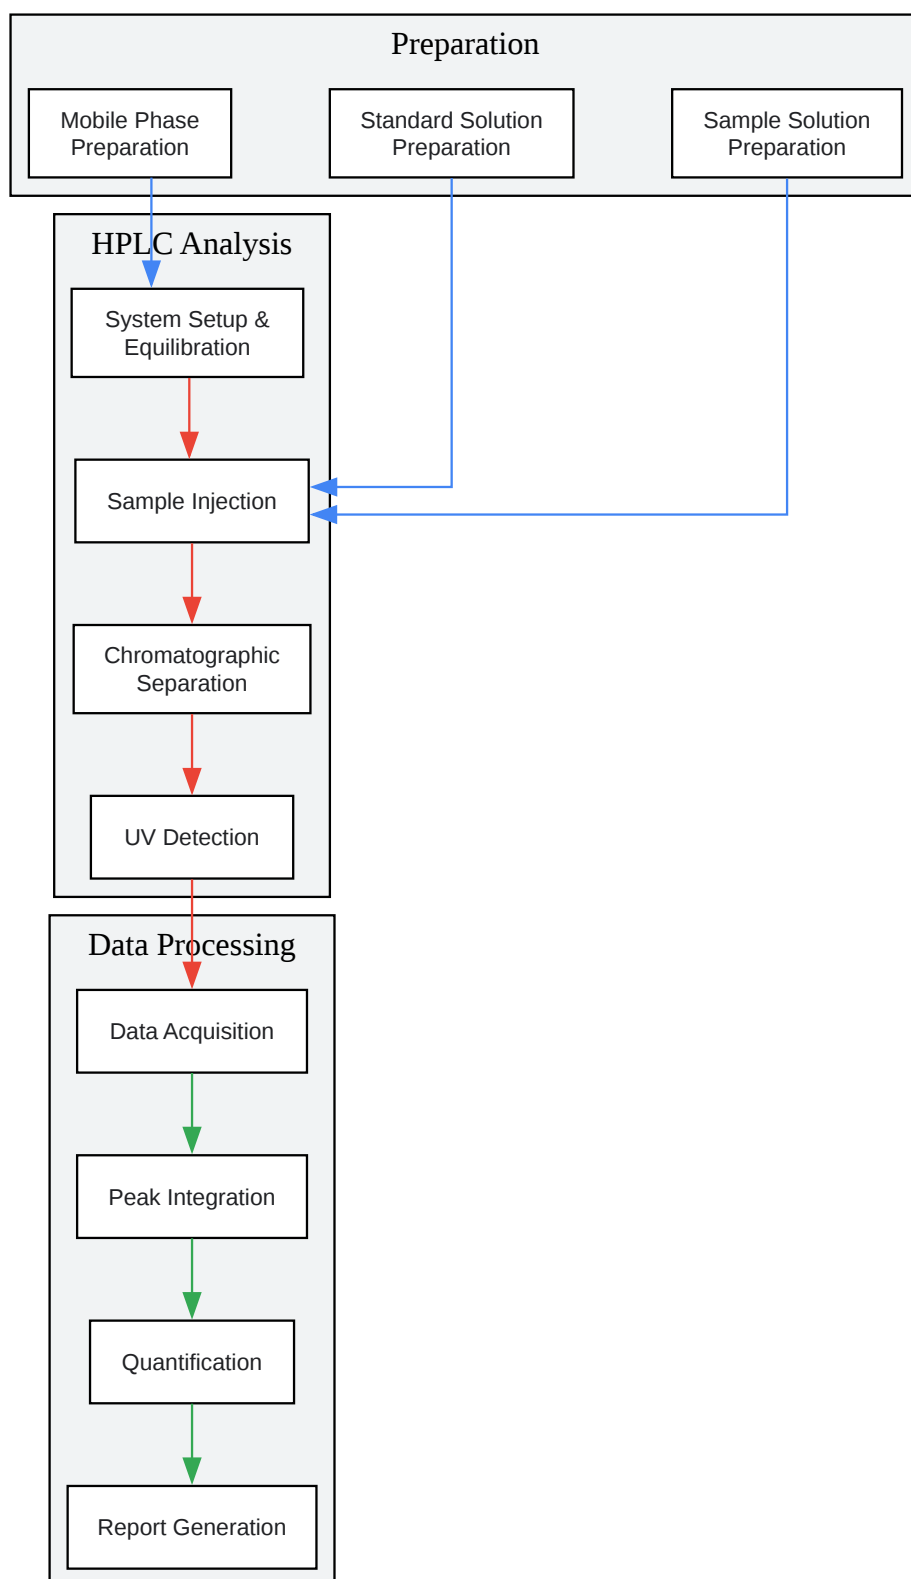 Preparation
Mobile Phase
Preparation
Standard Solution
Preparation
Sample Solution
Preparation
HPLC Analysis
System Setup &
Equilibration
Sample Injection
Chromatographic
Separation
UV Detection
Data Processing
Data Acquisition
Peak Integration
Quantification
Report Generation